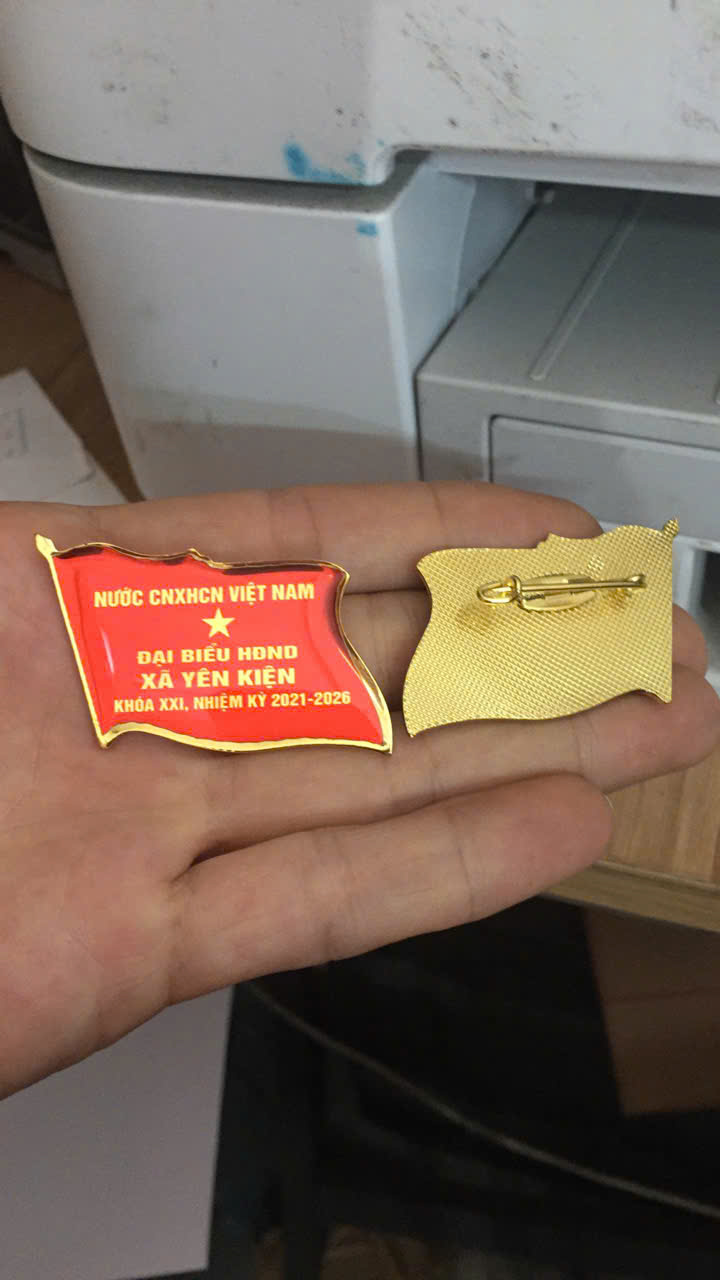 NƯỚC CNXHCN VIỆT NAM
ĐẠI BIỂU HĐND
XÃ YÊN KIỆN
KHÓA XXI, NHIỆM KỲ 2021-2026